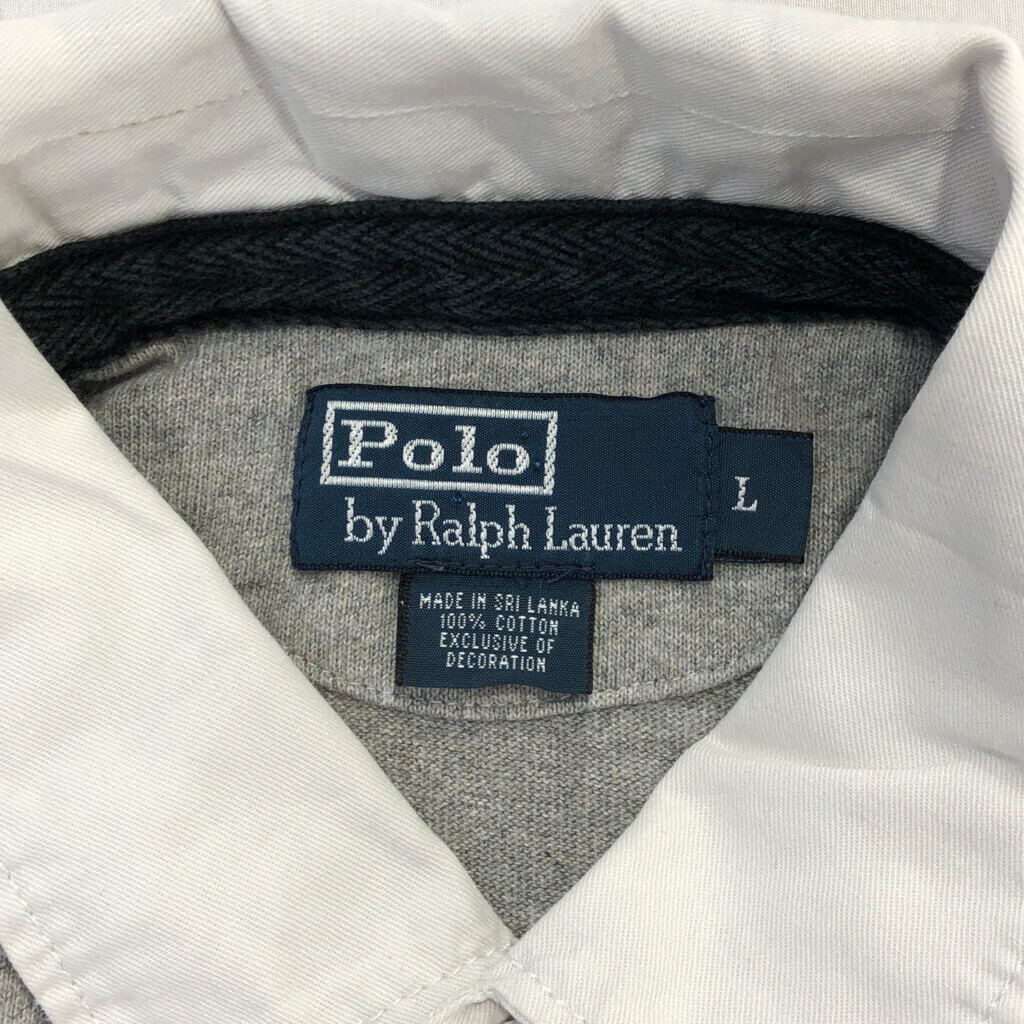 Polo
by Ralph Lauren
L
MADE IN SRI LANKA
100% COTTON
EXCLUSIVE OF
DECORATION